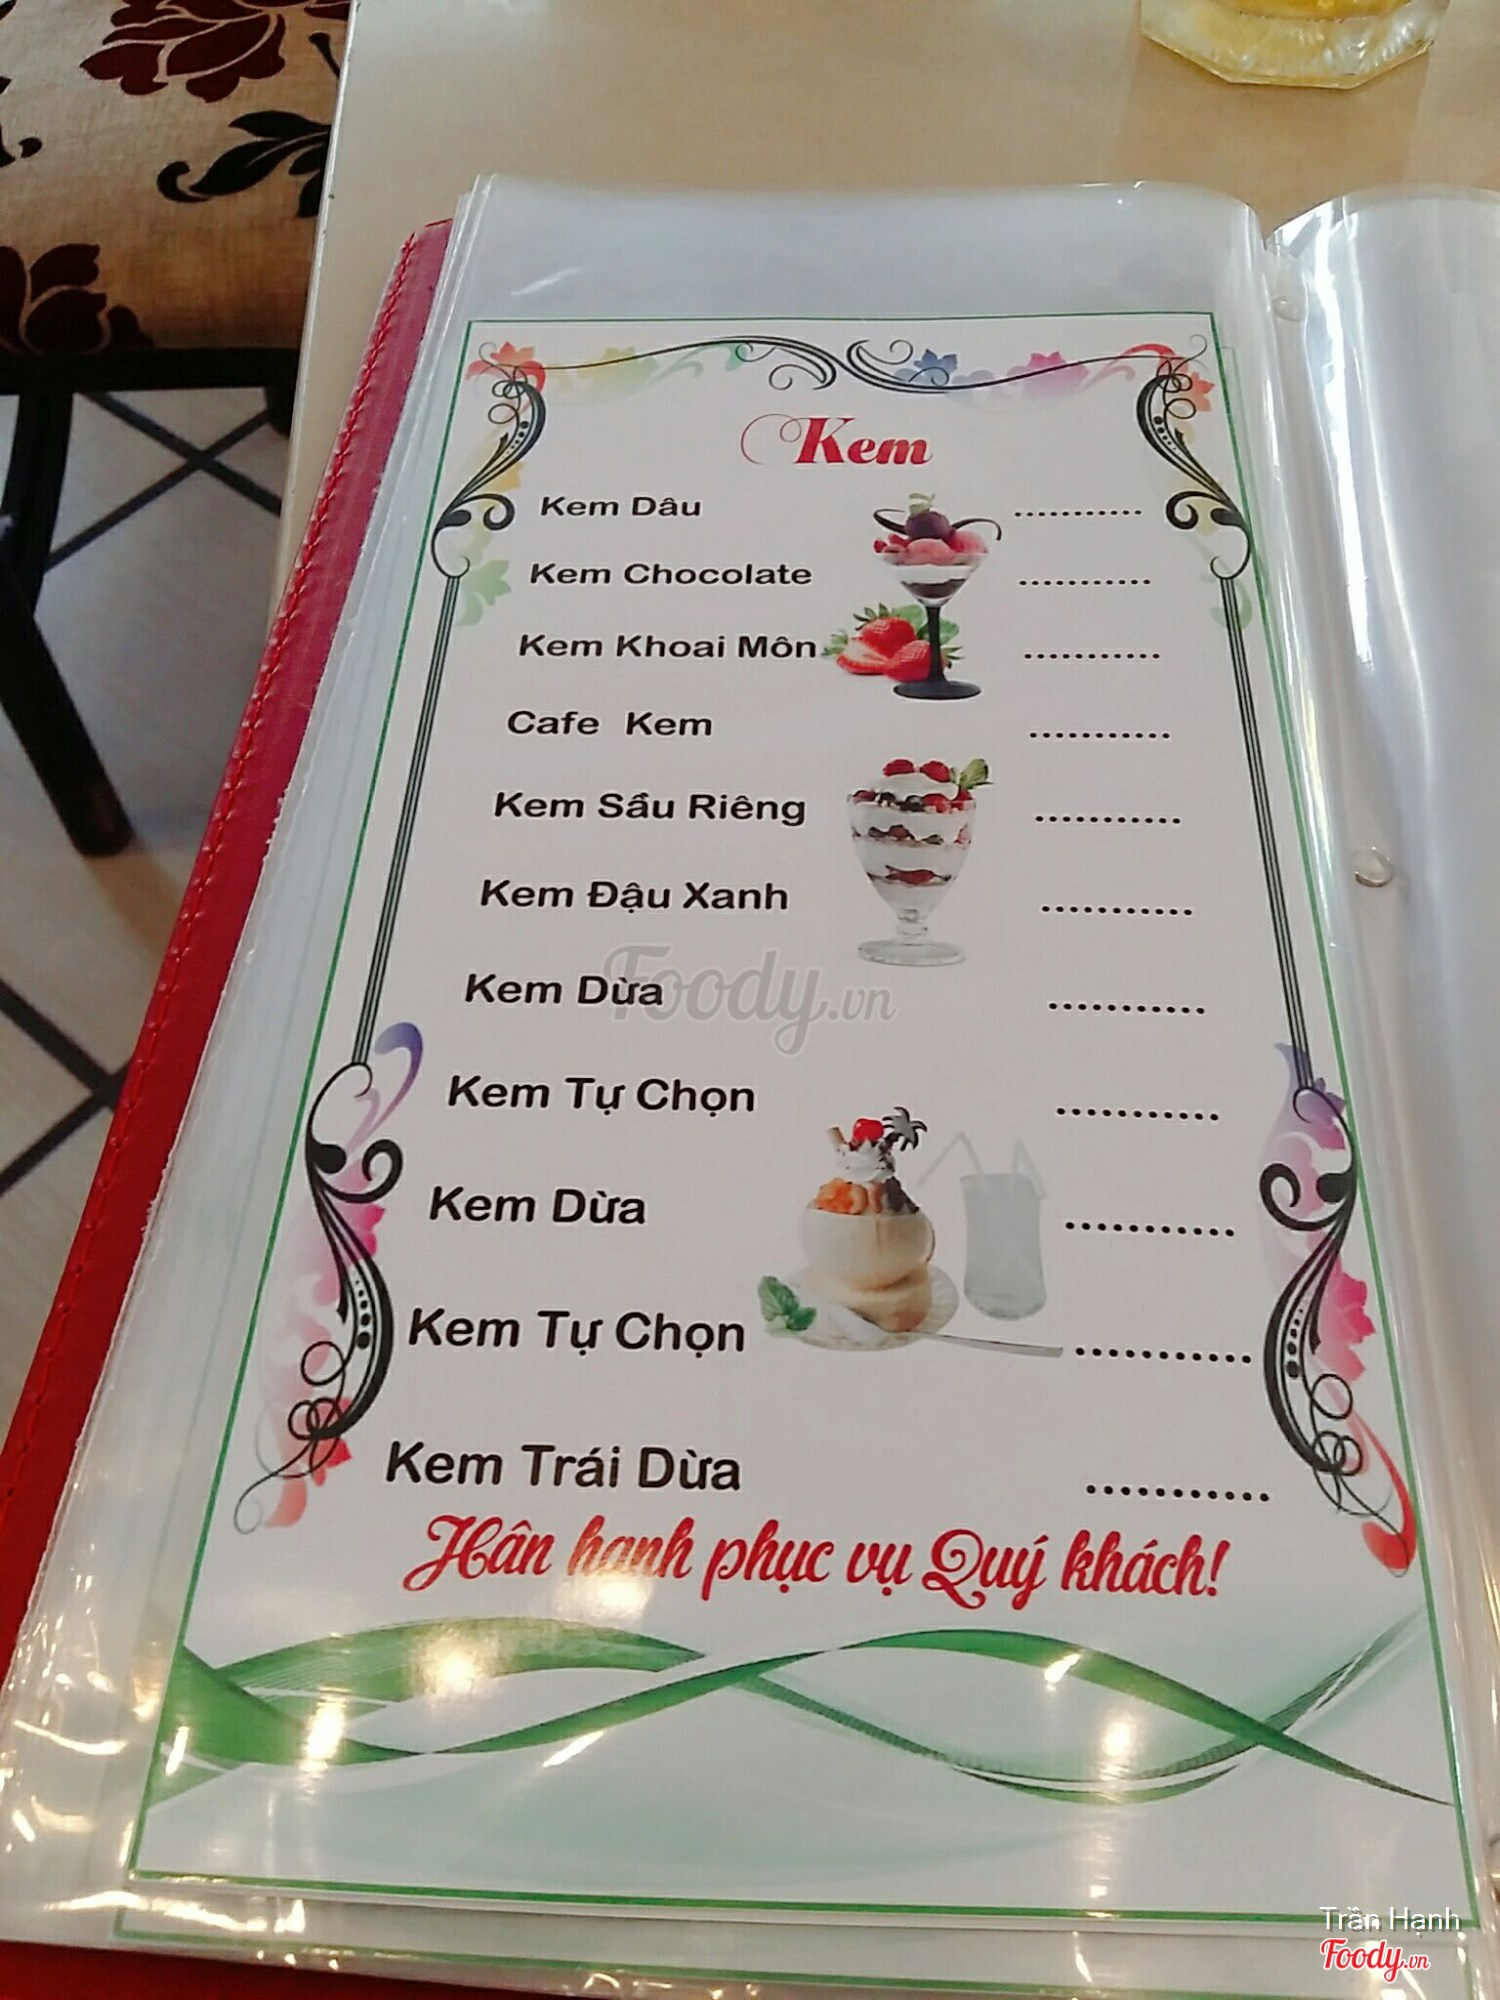 Kem
Kem Dâu ...........
Kem Chocolate ...........
Kem Khoai Môn ...........
Cafe Kem ...........
Kem Sầu Riêng ...........
Kem Đậu Xanh ...........
Kem Dừa ...........
Kem Tự Chọn ...........
Kem Dừa ...........
Kem Tự Chọn ...........
Kem Trái Dừa ...........
Hân hạnh phục vụ Quý khách!
Foody.vn
Trần Hạnh
Foody.vn